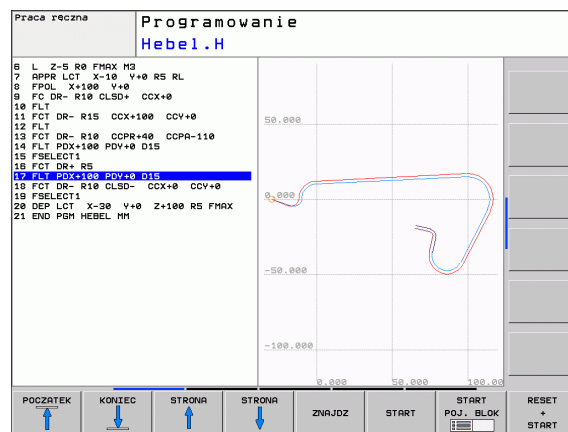 Praca ręczna
Programowanie
Hebel.H
6 L Z-5 R0 FMAX M3
7 APPR LCT X-10 Y+0 R5 RL
8 FPOL X+100 Y+0
9 FC DR- R10 CLSD+ CCX+0
10 FLT
11 FCT DR- R15 CCX+100 CCY+0
12 FLT
13 FCT DR- R10 CCPR+40 CCPA-110
14 FLT PDX+100 PDY+0 D15
15 FSELECT1
16 FCT DR+ R5
17 FLT PDX+100 PDY+0 D15
18 FCT DR- R10 CLSD- CCX+0 CCY+0
19 FSELECT1
20 DEP LCT X-30 Y+0 Z+100 R5 FMAX
21 END PGM HEBEL MM
50.000
0.000
-50.000
-100.000
0.000 50.000 100.00
POCZATEK
KONIEC
STRONA
STRONA
ZNAJDZ
START
START
POJ. BLOK
RESET
+
START